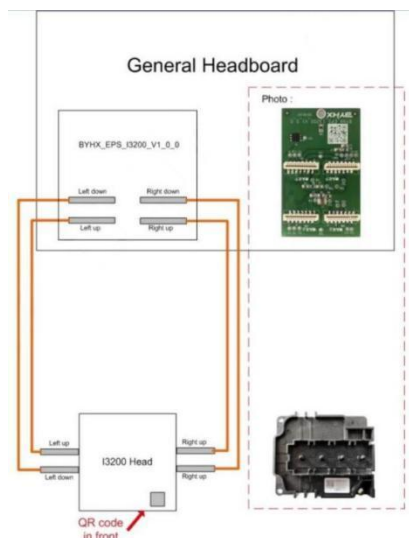 General Headboard
Photo :
BYHX_EPS_I3200_V1_0_0
Left down
Right down
Left up
Right up
Left up
Right up
I3200 Head
Left down
Right up
QR code
in front